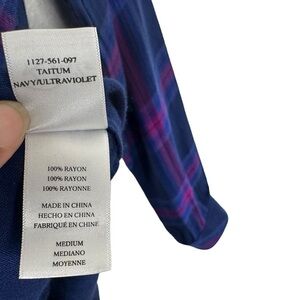 1127-561-097
TAITUM
NAVY/ULTRAVIOLET
100% RAYON
100% RAYON
100% RAYONNE
MADE IN CHINA
HECHO EN CHINA
FABRIQUÉ EN CHINE
MEDIUM
MEDIANO
MOYENNE